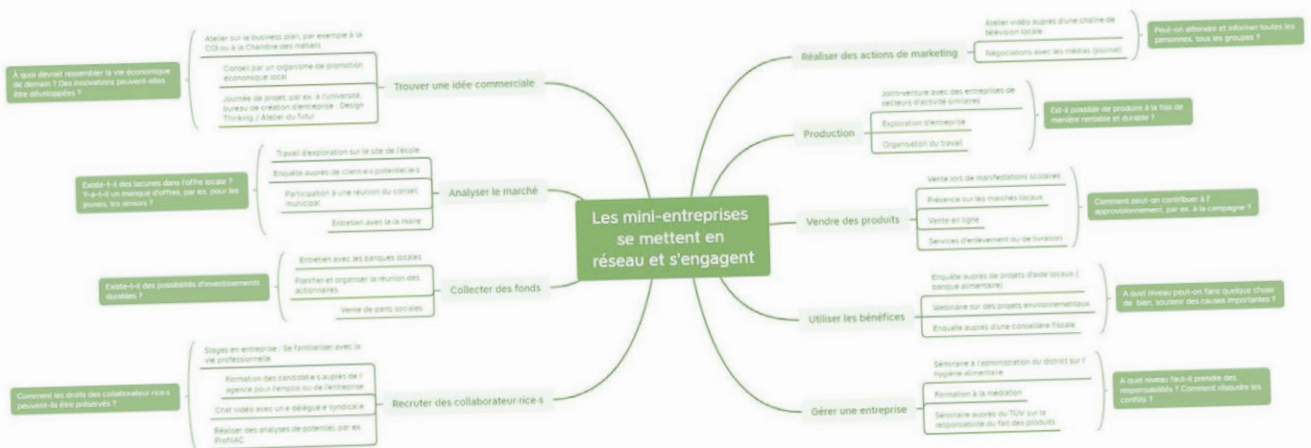 Les mini-entreprises
se mettent en
réseau et s'engagent
Trouver une idée commerciale
Atelier sur le business plan, par exemple à la
CCI ou à la Chambre des métiers
Conseil par un organisme de promotion
économique local
Journée de projet, par ex. à l'université,
bureau de création d'entreprise : Design
Thinking / Atelier du futur
À quoi devrait ressembler la vie économique
de demain ? Des innovations peuvent-elles
être développées ?
Analyser le marché
Travail d'exploration sur le site de l'école
Enquête auprès de client·e·s potentiel·le·s
Participation à une réunion du conseil
municipal
Entretien avec le·la maire
Existe-t-il des lacunes dans l'offre locale ?
Y-a-t-il un manque d'offres, par ex. pour les
jeunes, les seniors ?
Collecter des fonds
Entretien avec les banques locales
Planifier et organiser la réunion des
actionnaires
Vente de parts sociales
Existe-t-il des possibilités d'investissements
durables ?
Recruter des collaborateur·rice·s
Stages en entreprise : Se familiariser avec la
vie professionnelle
Formation des candidat·e·s auprès de l'
agence pour l'emploi ou de l'entreprise
Chat vidéo avec un·e délégué·e syndical·e
Réaliser des analyses de potentiel, par ex.
ProfilAC
Comment les droits des collaborateur·rice·s
peuvent-ils être préservés ?
Réaliser des actions de marketing
Atelier vidéo auprès d'une chaîne de
télévision locale
Négociations avec les médias (journal)
Peut-on atteindre et informer toutes les
personnes, tous les groupes ?
Production
Joint-venture avec des entreprises de
secteurs d'activité similaires
Exploration d'entreprise
Organisation du travail
Est-il possible de produire à la fois de
manière rentable et durable ?
Vendre des produits
Vente lors de manifestations scolaires
Présence sur les marchés locaux
Vente en ligne
Services d'enlèvement ou de livraison
Comment peut-on contribuer à l'
approvisionnement, par ex. à la campagne ?
Utiliser les bénéfices
Enquête auprès de projets d'aide locaux (
banque alimentaire)
Webinaire sur des projets environnementaux
Enquête auprès d'un·e conseiller·e fiscal·e
A quel niveau peut-on faire quelque chose
de bien, soutenir des causes importantes ?
Gérer une entreprise
Séminaire à l'administration du district sur l'
hygiène alimentaire
Formation à la médiation
Séminaire auprès du TÜV sur la
responsabilité du fait des produits
A quel niveau faut-il prendre des
responsabilités ? Comment résoudre les
conflits ?